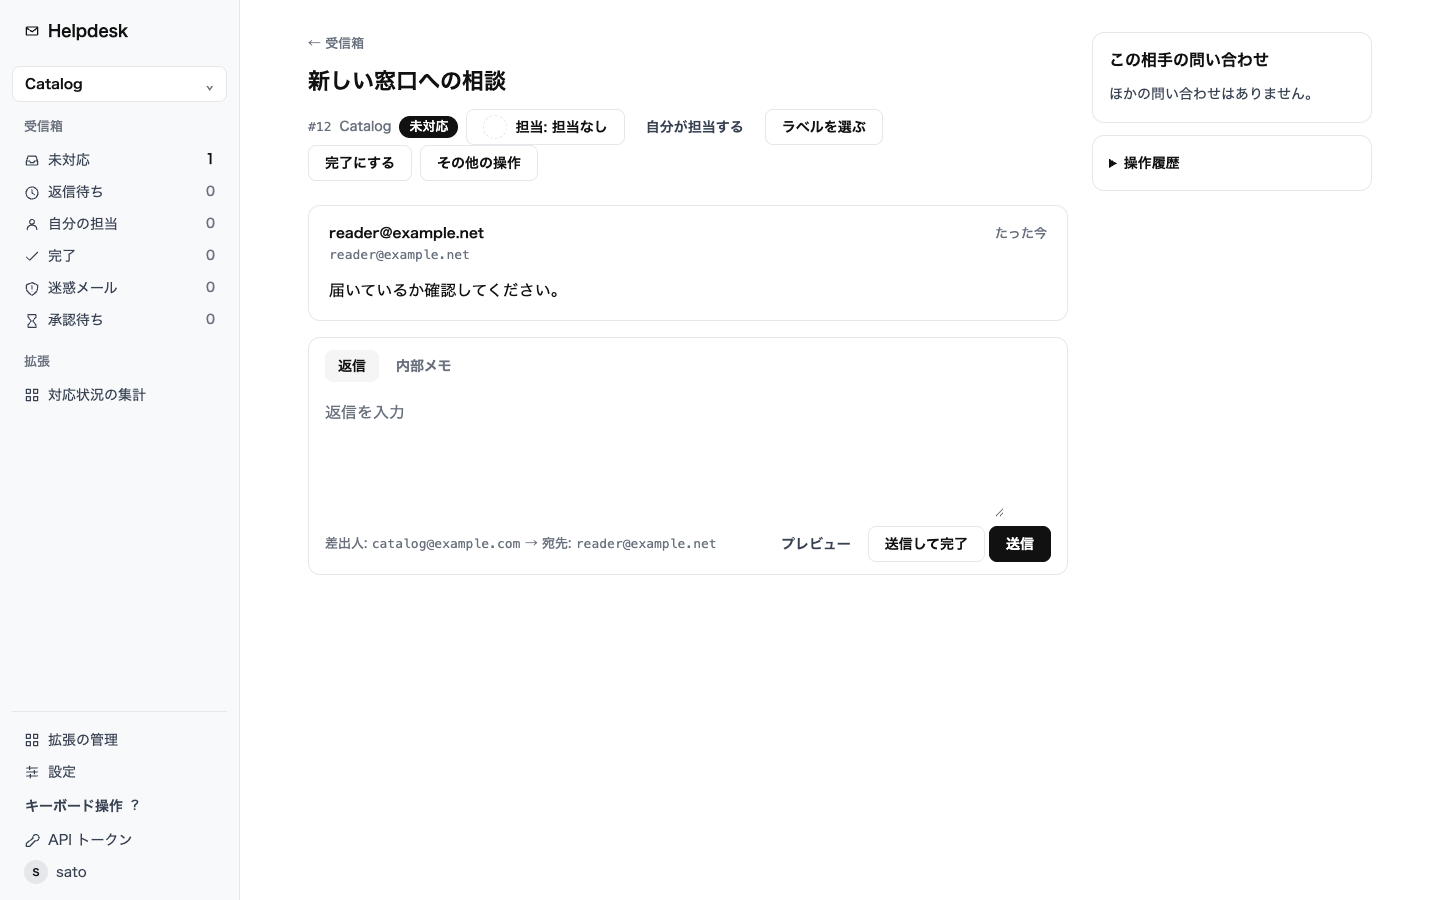 Helpdesk
Catalog
受信箱
未対応 1
返信待ち 0
自分の担当 0
完了 0
迷惑メール 0
承認待ち 0
拡張
対応状況の集計
拡張の管理
設定
キーボード操作 ?
API トークン
S sato
← 受信箱
新しい窓口への相談
#12 Catalog 未対応 担当: 担当なし 自分が担当する ラベルを選ぶ
完了にする その他の操作
reader@example.net たった今
reader@example.net
届いているか確認してください。
返信 内部メモ
返信を入力
差出人: catalog@example.com → 宛先: reader@example.net プレビュー 送信して完了 送信
この相手の問い合わせ
ほかの問い合わせはありません。
▶ 操作履歴